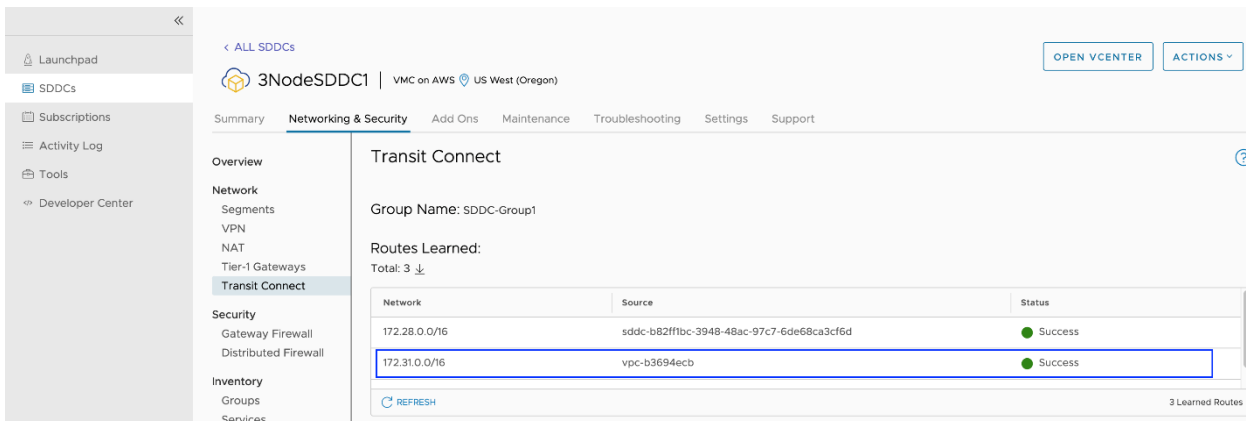 «
Launchpad
SDDCs
Subscriptions
Activity Log
Tools
Developer Center
< ALL SDDCs
3NodeSDDC1 | VMC on AWS US West (Oregon)
OPEN VCENTER
ACTIONS
Summary Networking & Security Add Ons Maintenance Troubleshooting Settings Support
Overview
Network
Segments
VPN
NAT
Tier-1 Gateways
Transit Connect
Security
Gateway Firewall
Distributed Firewall
Inventory
Groups
Services
Transit Connect
?
Group Name: SDDC-Group1
Routes Learned:
Total: 3
Network Source Status
172.28.0.0/16 sddc-b82ff1bc-3948-48ac-97c7-6de68ca3cf6d Success
172.31.0.0/16 vpc-b3694ecb Success
REFRESH 3 Learned Routes